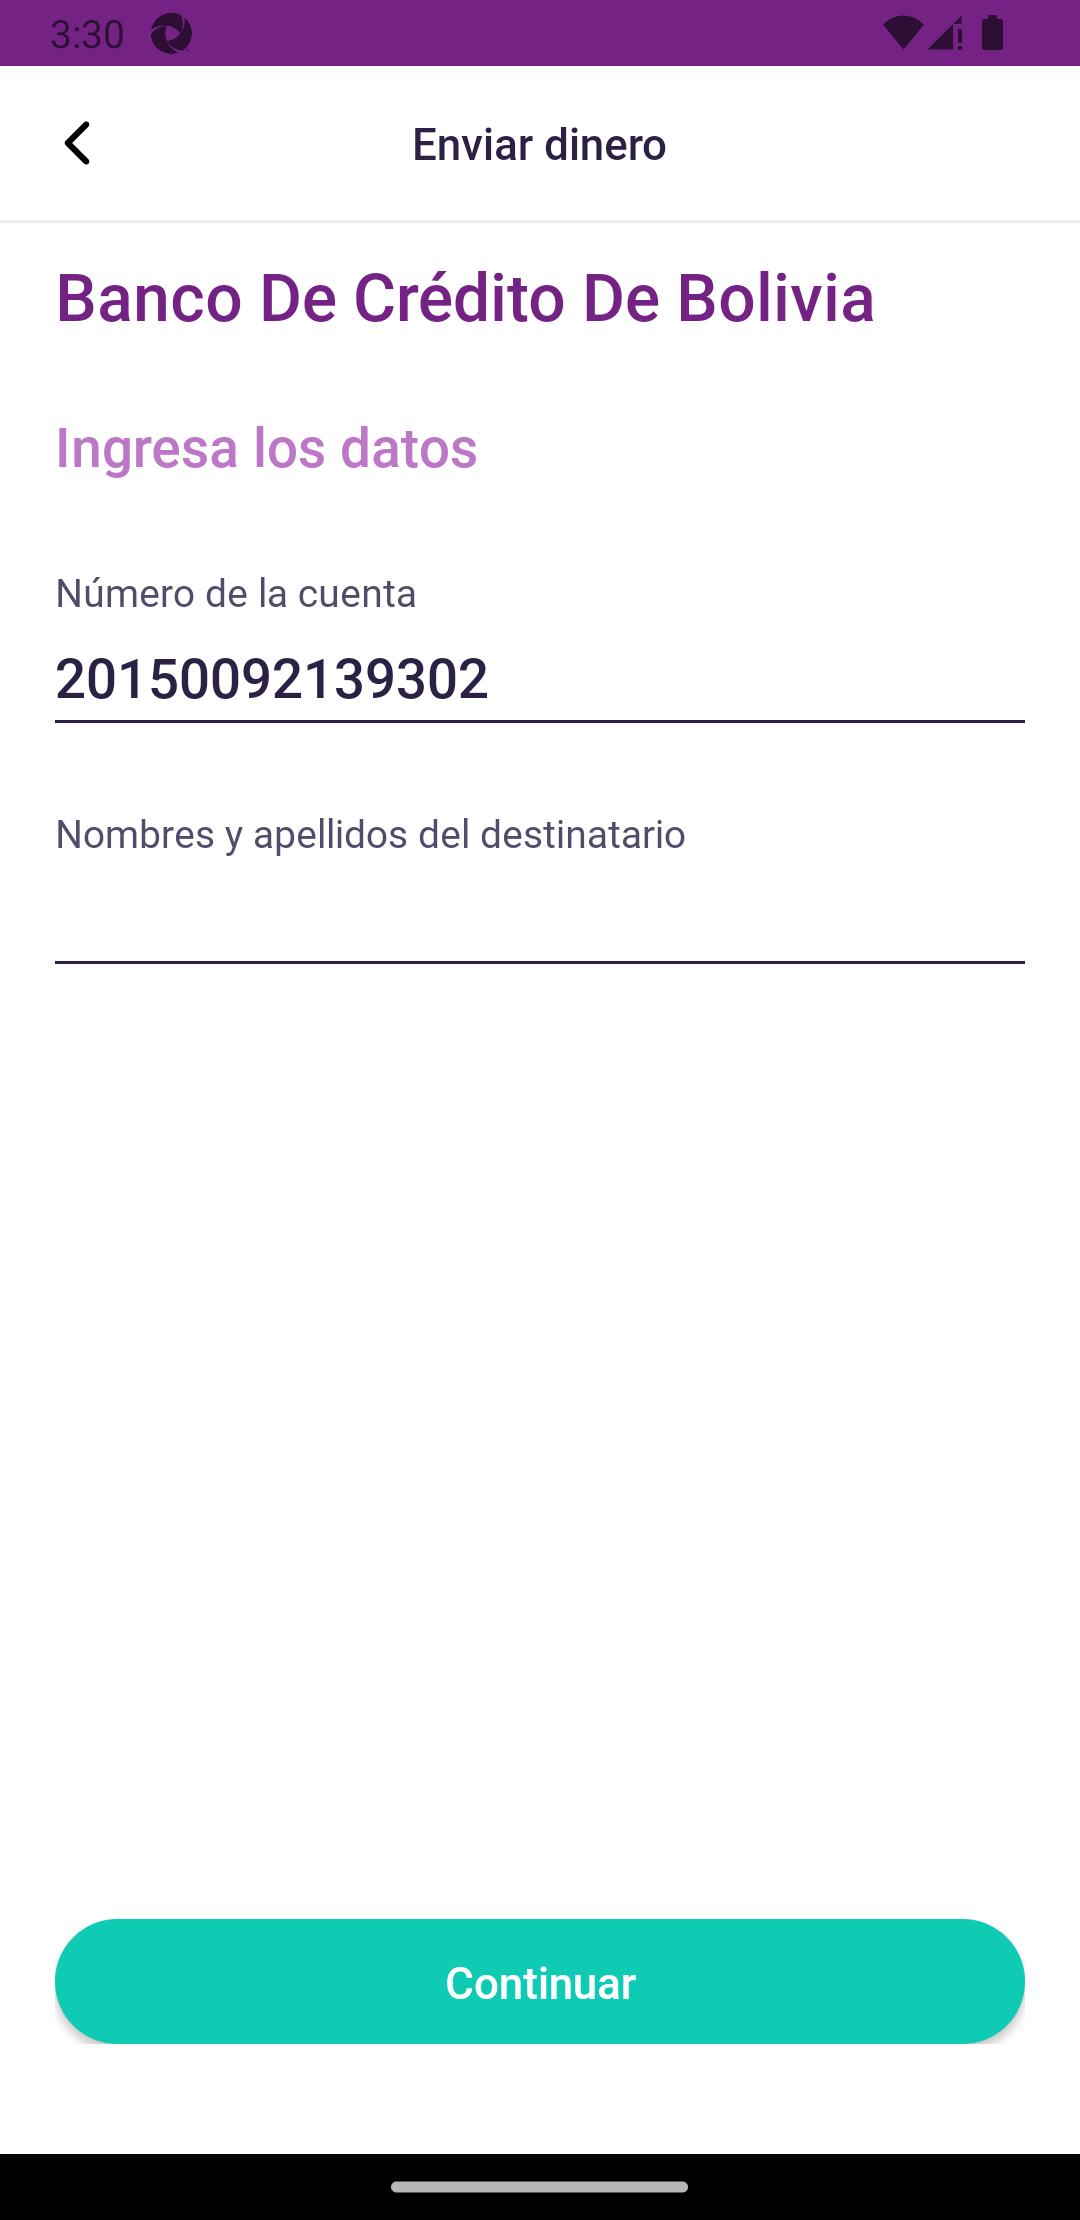 3:30
Enviar dinero
Banco De Crédito De Bolivia
Ingresa los datos
Número de la cuenta
20150092139302
Nombres y apellidos del destinatario
Continuar